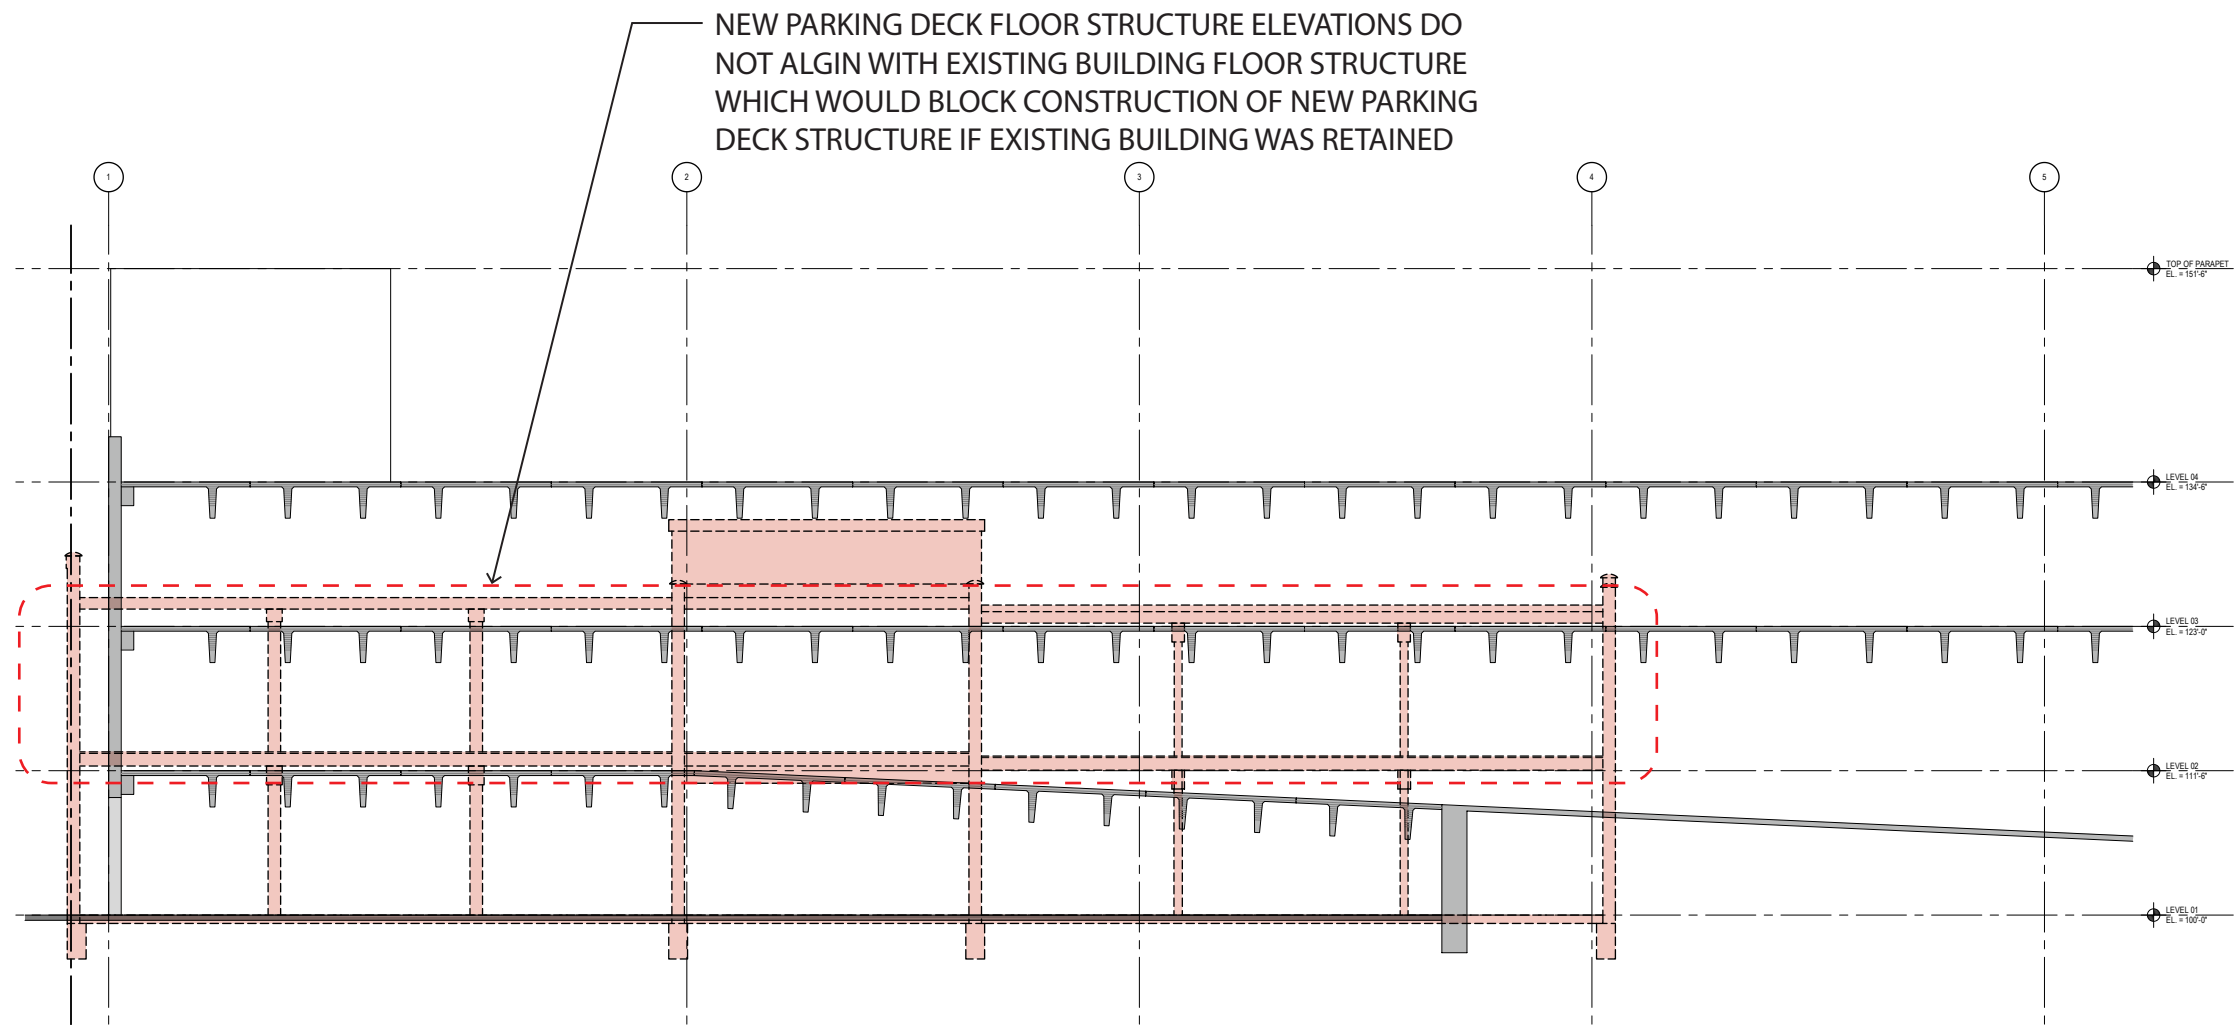 NEW PARKING DECK FLOOR STRUCTURE ELEVATIONS DO
NOT ALGIN WITH EXISTING BUILDING FLOOR STRUCTURE
WHICH WOULD BLOCK CONSTRUCTION OF NEW PARKING
DECK STRUCTURE IF EXISTING BUILDING WAS RETAINED
1
2
3
4
5
TOP OF PARAPET
EL. = 151'-6"
LEVEL 04
EL. = 134'-6"
LEVEL 03
EL. = 123'-0"
LEVEL 02
EL. = 111'-6"
LEVEL 01
EL. = 100'-0"